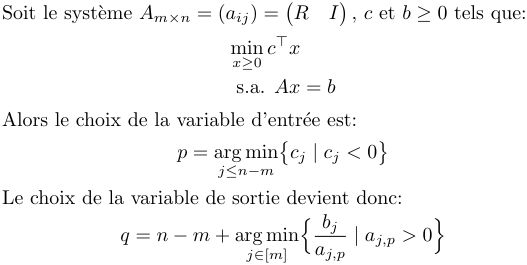 Soit le système $A_{m \times n} = (a_{ij}) = \begin{pmatrix} R & I \end{pmatrix}$, $c$ et $b \geq 0$ tels que:
$\min_{x \geq 0} c^\top x$
s.a. $Ax = b$
Alors le choix de la variable d'entrée est:
$p = \arg\min_{j \leq n-m} \{ c_j \mid c_j < 0 \}$
Le choix de la variable de sortie devient donc:
$q = n - m + \arg\min_{j \in [m]} \left\{ \frac{b_j}{a_{j,p}} \mid a_{j,p} > 0 \right\}$